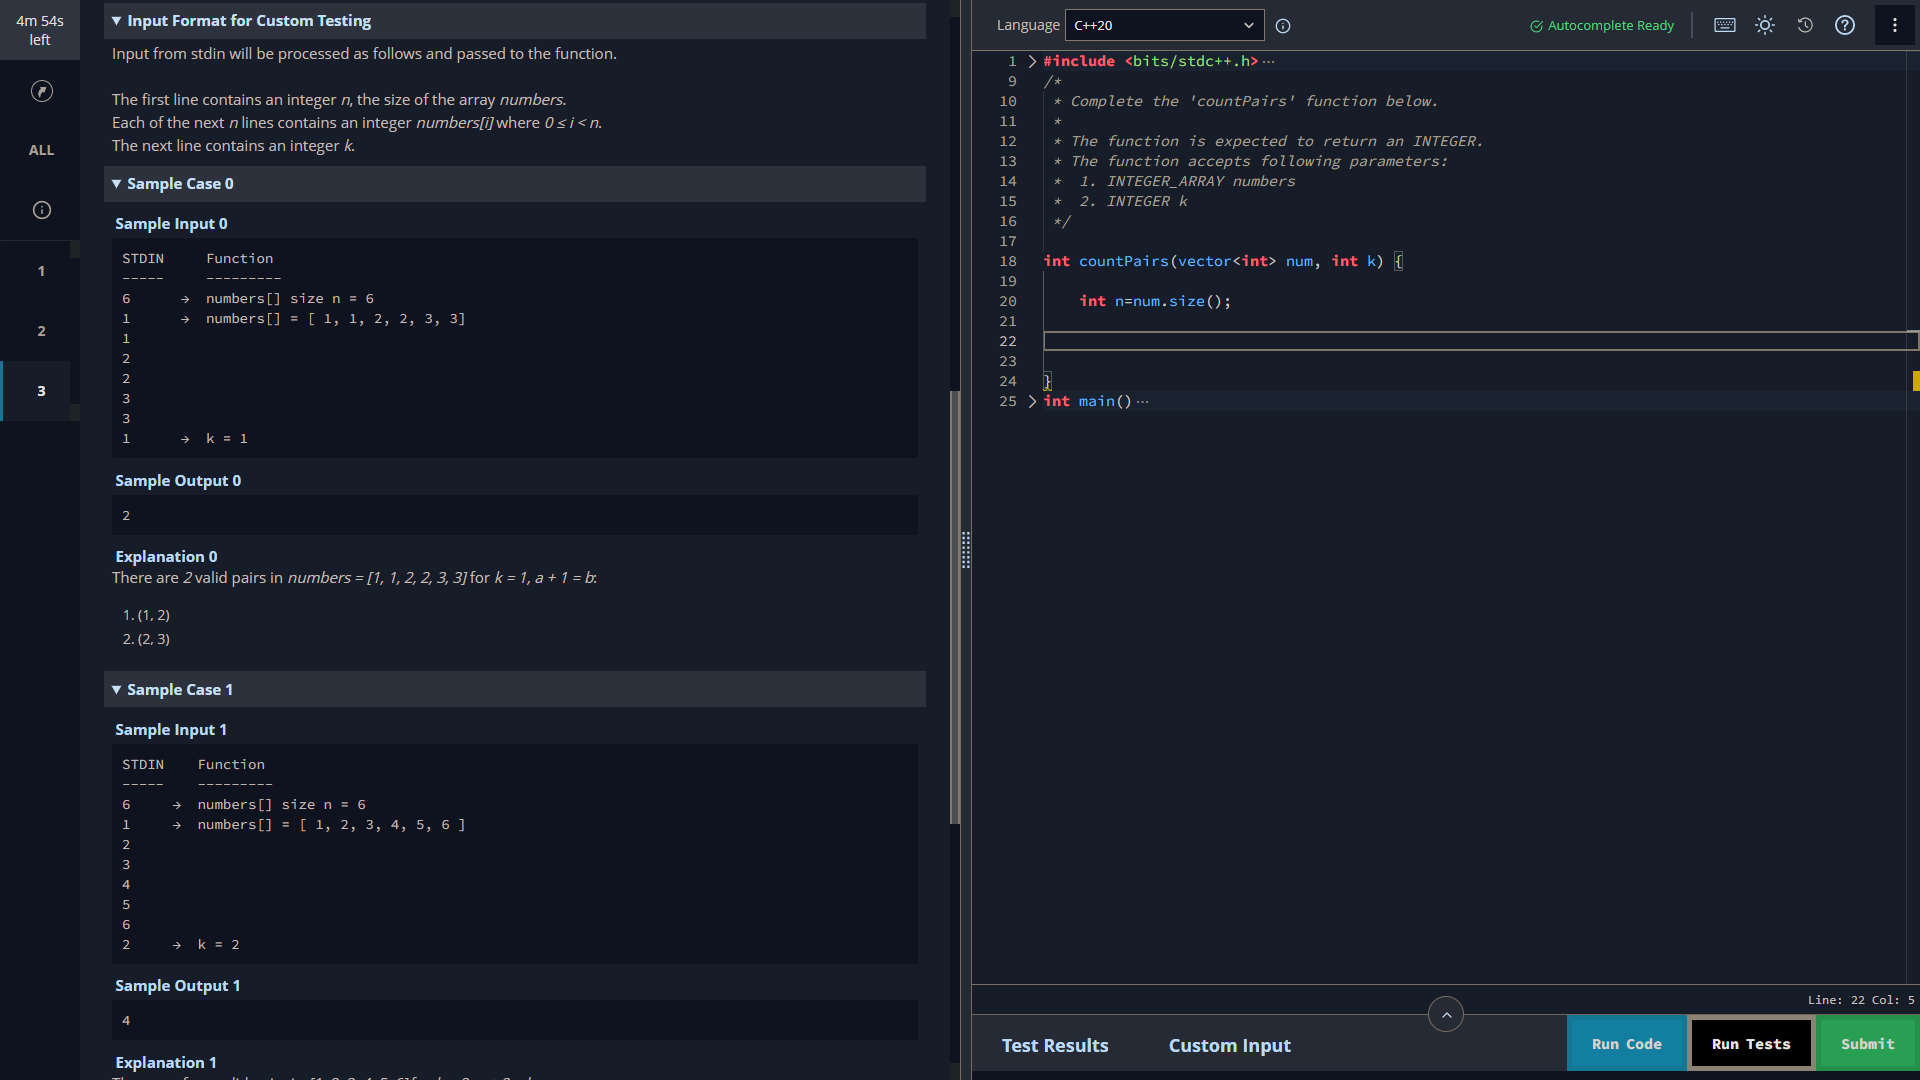 4m 54s
left
ALL
1
2
3
▼ Input Format for Custom Testing
Input from stdin will be processed as follows and passed to the function.
The first line contains an integer n, the size of the array numbers.
Each of the next n lines contains an integer numbers[i] where 0 ≤ i < n.
The next line contains an integer k.
▼ Sample Case 0
Sample Input 0
STDIN Function
----- ---------
6 → numbers[] size n = 6
1 → numbers[] = [ 1, 1, 2, 2, 3, 3]
1
2
2
3
3
1 → k = 1
Sample Output 0
2
Explanation 0
There are 2 valid pairs in numbers = [1, 1, 2, 2, 3, 3] for k = 1, a + 1 = b:
1. (1, 2)
2. (2, 3)
▼ Sample Case 1
Sample Input 1
STDIN Function
----- ---------
6 → numbers[] size n = 6
1 → numbers[] = [ 1, 2, 3, 4, 5, 6 ]
2
3
4
5
6
2 → k = 2
Sample Output 1
4
Explanation 1
Language C++20
Autocomplete Ready
1 #include <bits/stdc++.h> ···
9 /*
10 * Complete the 'countPairs' function below.
11 *
12 * The function is expected to return an INTEGER.
13 * The function accepts following parameters:
14 * 1. INTEGER_ARRAY numbers
15 * 2. INTEGER k
16 */
17
18 int countPairs(vector<int> num, int k) {
19
20 int n=num.size();
21
22
23
24 }
25 int main() ···
Line: 22 Col: 5
Test Results
Custom Input
Run Code
Run Tests
Submit